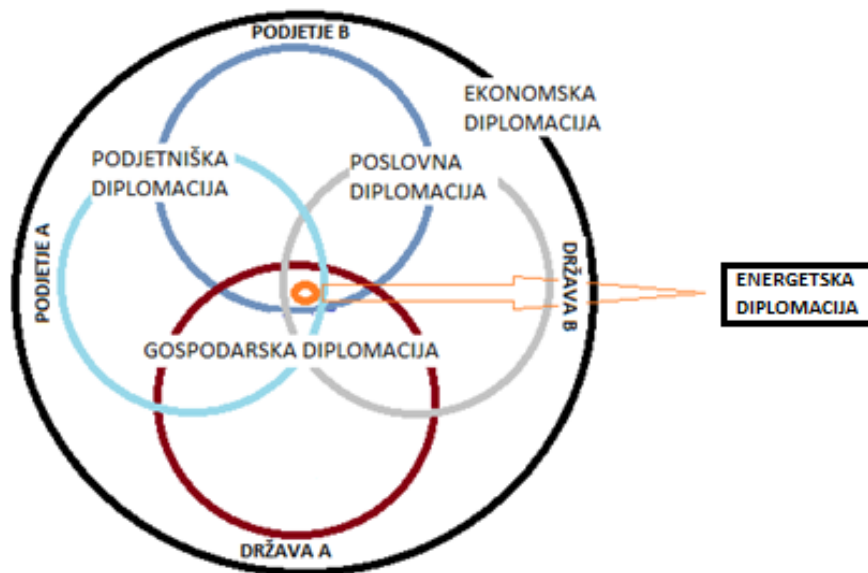 PODJETJE B
EKONOMSKA
DIPLOMACIJA
PODJETNIŠKA
DIPLOMACIJA
POSLOVNA
DIPLOMACIJA
PODJETJE A
DRŽAVA B
ENERGETSKA
DIPLOMACIJA
GOSPODARSKA DIPLOMACIJA
DRŽAVA A